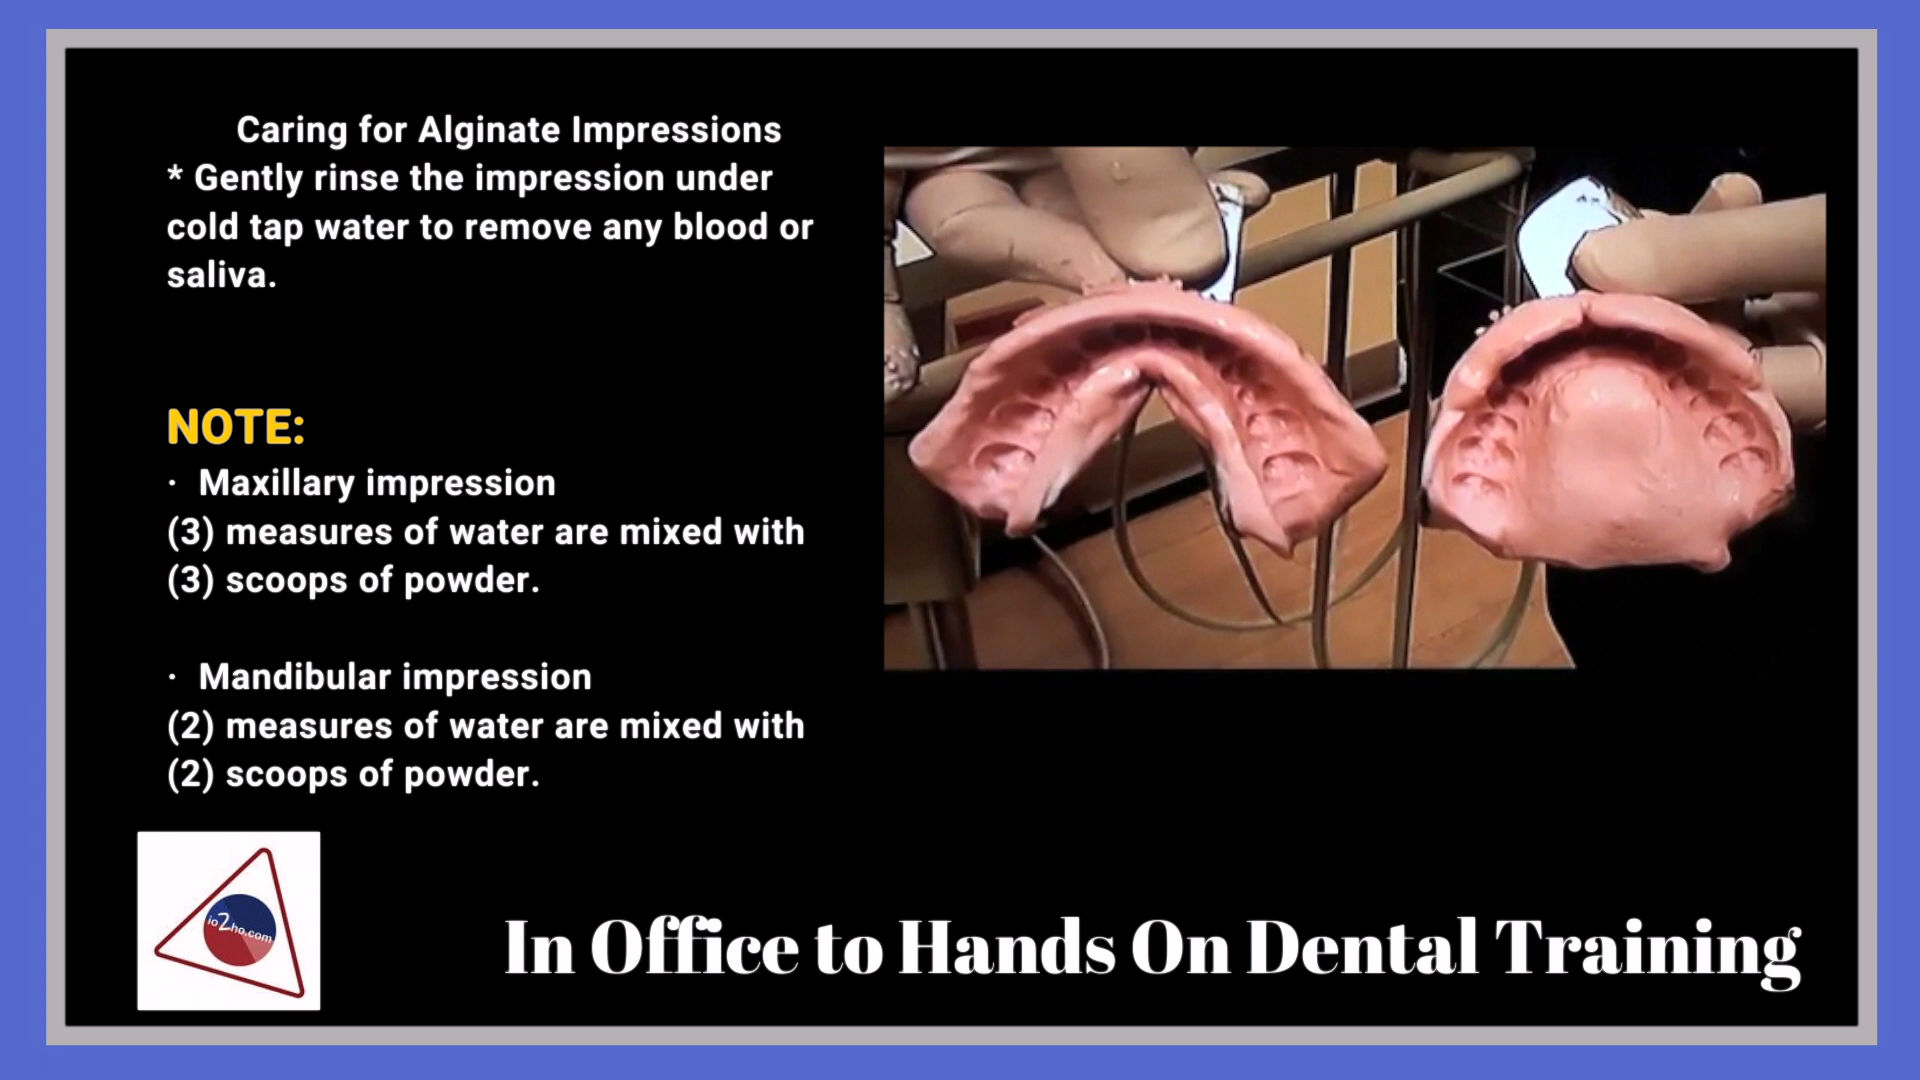 Caring for Alginate Impressions
* Gently rinse the impression under
cold tap water to remove any blood or
saliva.
NOTE:
· Maxillary impression
(3) measures of water are mixed with
(3) scoops of powder.
· Mandibular impression
(2) measures of water are mixed with
(2) scoops of powder.
io2ho.com
In Office to Hands On Dental Training